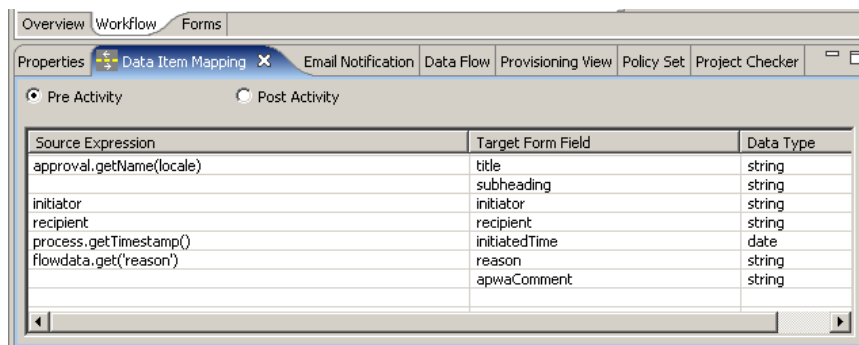 Overview Workflow Forms
Properties Data Item Mapping Email Notification Data Flow Provisioning View Policy Set Project Checker
Pre Activity Post Activity
Source Expression Target Form Field Data Type
approval.getName(locale) title string
subheading string
initiator initiator string
recipient recipient string
process.getTimestamp() initiatedTime date
flowdata.get('reason') reason string
apwaComment string